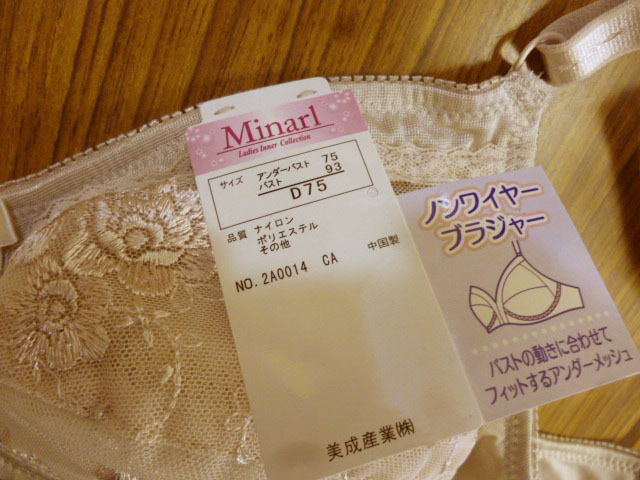 Minarl
Ladies Inner Collection
サイズ
アンダーバスト 75
バスト 93
D75
品質
ナイロン
ポリエステル
その他
中国製
NO.2A0014 CA
美成産業㈱
ノンワイヤー
ブラジャー
バストの動きに合わせて
フィットするアンダーメッシュ